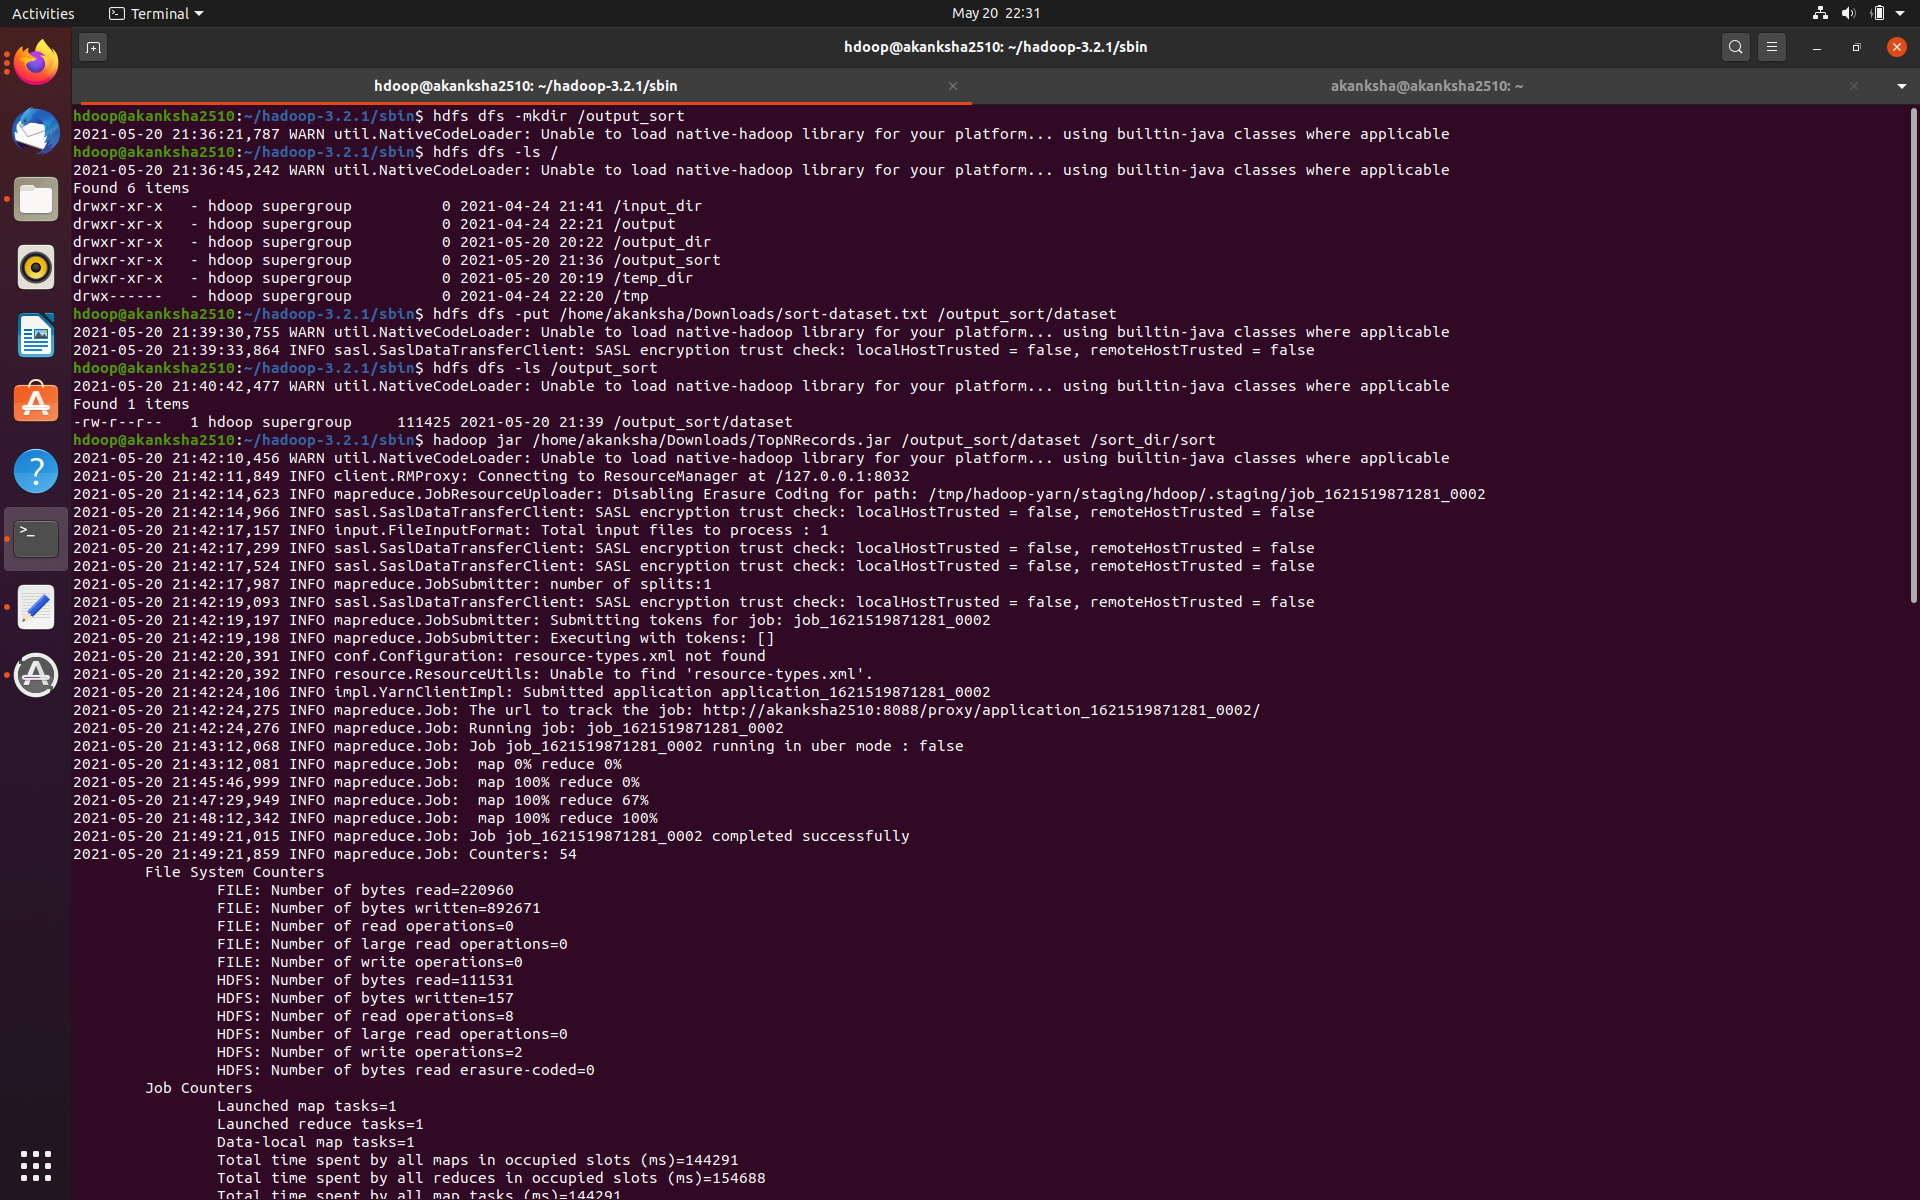 Activities
Terminal
May 20 22:31
hdoop@akanksha2510: ~/hadoop-3.2.1/sbin
hdoop@akanksha2510: ~/hadoop-3.2.1/sbin
akanksha@akanksha2510: ~
hdoop@akanksha2510:~/hadoop-3.2.1/sbin$ hdfs dfs -mkdir /output_sort
2021-05-20 21:36:21,787 WARN util.NativeCodeLoader: Unable to load native-hadoop library for your platform... using builtin-java classes where applicable
hdoop@akanksha2510:~/hadoop-3.2.1/sbin$ hdfs dfs -ls /
2021-05-20 21:36:45,242 WARN util.NativeCodeLoader: Unable to load native-hadoop library for your platform... using builtin-java classes where applicable
Found 6 items
drwxr-xr-x   - hdoop supergroup          0 2021-04-24 21:41 /input_dir
drwxr-xr-x   - hdoop supergroup          0 2021-04-24 22:21 /output
drwxr-xr-x   - hdoop supergroup          0 2021-05-20 20:22 /output_dir
drwxr-xr-x   - hdoop supergroup          0 2021-05-20 21:36 /output_sort
drwxr-xr-x   - hdoop supergroup          0 2021-05-20 20:19 /temp_dir
drwx------   - hdoop supergroup          0 2021-04-24 22:20 /tmp
hdoop@akanksha2510:~/hadoop-3.2.1/sbin$ hdfs dfs -put /home/akanksha/Downloads/sort-dataset.txt /output_sort/dataset
2021-05-20 21:39:30,755 WARN util.NativeCodeLoader: Unable to load native-hadoop library for your platform... using builtin-java classes where applicable
2021-05-20 21:39:33,864 INFO sasl.SaslDataTransferClient: SASL encryption trust check: localHostTrusted = false, remoteHostTrusted = false
hdoop@akanksha2510:~/hadoop-3.2.1/sbin$ hdfs dfs -ls /output_sort
2021-05-20 21:40:42,477 WARN util.NativeCodeLoader: Unable to load native-hadoop library for your platform... using builtin-java classes where applicable
Found 1 items
-rw-r--r--   1 hdoop supergroup     111425 2021-05-20 21:39 /output_sort/dataset
hdoop@akanksha2510:~/hadoop-3.2.1/sbin$ hadoop jar /home/akanksha/Downloads/TopNRecords.jar /output_sort/dataset /sort_dir/sort
2021-05-20 21:42:10,456 WARN util.NativeCodeLoader: Unable to load native-hadoop library for your platform... using builtin-java classes where applicable
2021-05-20 21:42:11,849 INFO client.RMProxy: Connecting to ResourceManager at /127.0.0.1:8032
2021-05-20 21:42:14,623 INFO mapreduce.JobResourceUploader: Disabling Erasure Coding for path: /tmp/hadoop-yarn/staging/hdoop/.staging/job_1621519871281_0002
2021-05-20 21:42:14,966 INFO sasl.SaslDataTransferClient: SASL encryption trust check: localHostTrusted = false, remoteHostTrusted = false
2021-05-20 21:42:17,157 INFO input.FileInputFormat: Total input files to process : 1
2021-05-20 21:42:17,299 INFO sasl.SaslDataTransferClient: SASL encryption trust check: localHostTrusted = false, remoteHostTrusted = false
2021-05-20 21:42:17,524 INFO sasl.SaslDataTransferClient: SASL encryption trust check: localHostTrusted = false, remoteHostTrusted = false
2021-05-20 21:42:17,987 INFO mapreduce.JobSubmitter: number of splits:1
2021-05-20 21:42:19,093 INFO sasl.SaslDataTransferClient: SASL encryption trust check: localHostTrusted = false, remoteHostTrusted = false
2021-05-20 21:42:19,197 INFO mapreduce.JobSubmitter: Submitting tokens for job: job_1621519871281_0002
2021-05-20 21:42:19,198 INFO mapreduce.JobSubmitter: Executing with tokens: []
2021-05-20 21:42:20,391 INFO conf.Configuration: resource-types.xml not found
2021-05-20 21:42:20,392 INFO resource.ResourceUtils: Unable to find 'resource-types.xml'.
2021-05-20 21:42:24,106 INFO impl.YarnClientImpl: Submitted application application_1621519871281_0002
2021-05-20 21:42:24,275 INFO mapreduce.Job: The url to track the job: http://akanksha2510:8088/proxy/application_1621519871281_0002/
2021-05-20 21:42:24,276 INFO mapreduce.Job: Running job: job_1621519871281_0002
2021-05-20 21:43:12,068 INFO mapreduce.Job: Job job_1621519871281_0002 running in uber mode : false
2021-05-20 21:43:12,081 INFO mapreduce.Job:  map 0% reduce 0%
2021-05-20 21:45:46,999 INFO mapreduce.Job:  map 100% reduce 0%
2021-05-20 21:47:29,949 INFO mapreduce.Job:  map 100% reduce 67%
2021-05-20 21:48:12,342 INFO mapreduce.Job:  map 100% reduce 100%
2021-05-20 21:49:21,015 INFO mapreduce.Job: Job job_1621519871281_0002 completed successfully
2021-05-20 21:49:21,859 INFO mapreduce.Job: Counters: 54
File System Counters
FILE: Number of bytes read=220960
FILE: Number of bytes written=892671
FILE: Number of read operations=0
FILE: Number of large read operations=0
FILE: Number of write operations=0
HDFS: Number of bytes read=111531
HDFS: Number of bytes written=157
HDFS: Number of read operations=8
HDFS: Number of large read operations=0
HDFS: Number of write operations=2
HDFS: Number of bytes read erasure-coded=0
Job Counters
Launched map tasks=1
Launched reduce tasks=1
Data-local map tasks=1
Total time spent by all maps in occupied slots (ms)=144291
Total time spent by all reduces in occupied slots (ms)=154688
Total time spent by all map tasks (ms)=144291